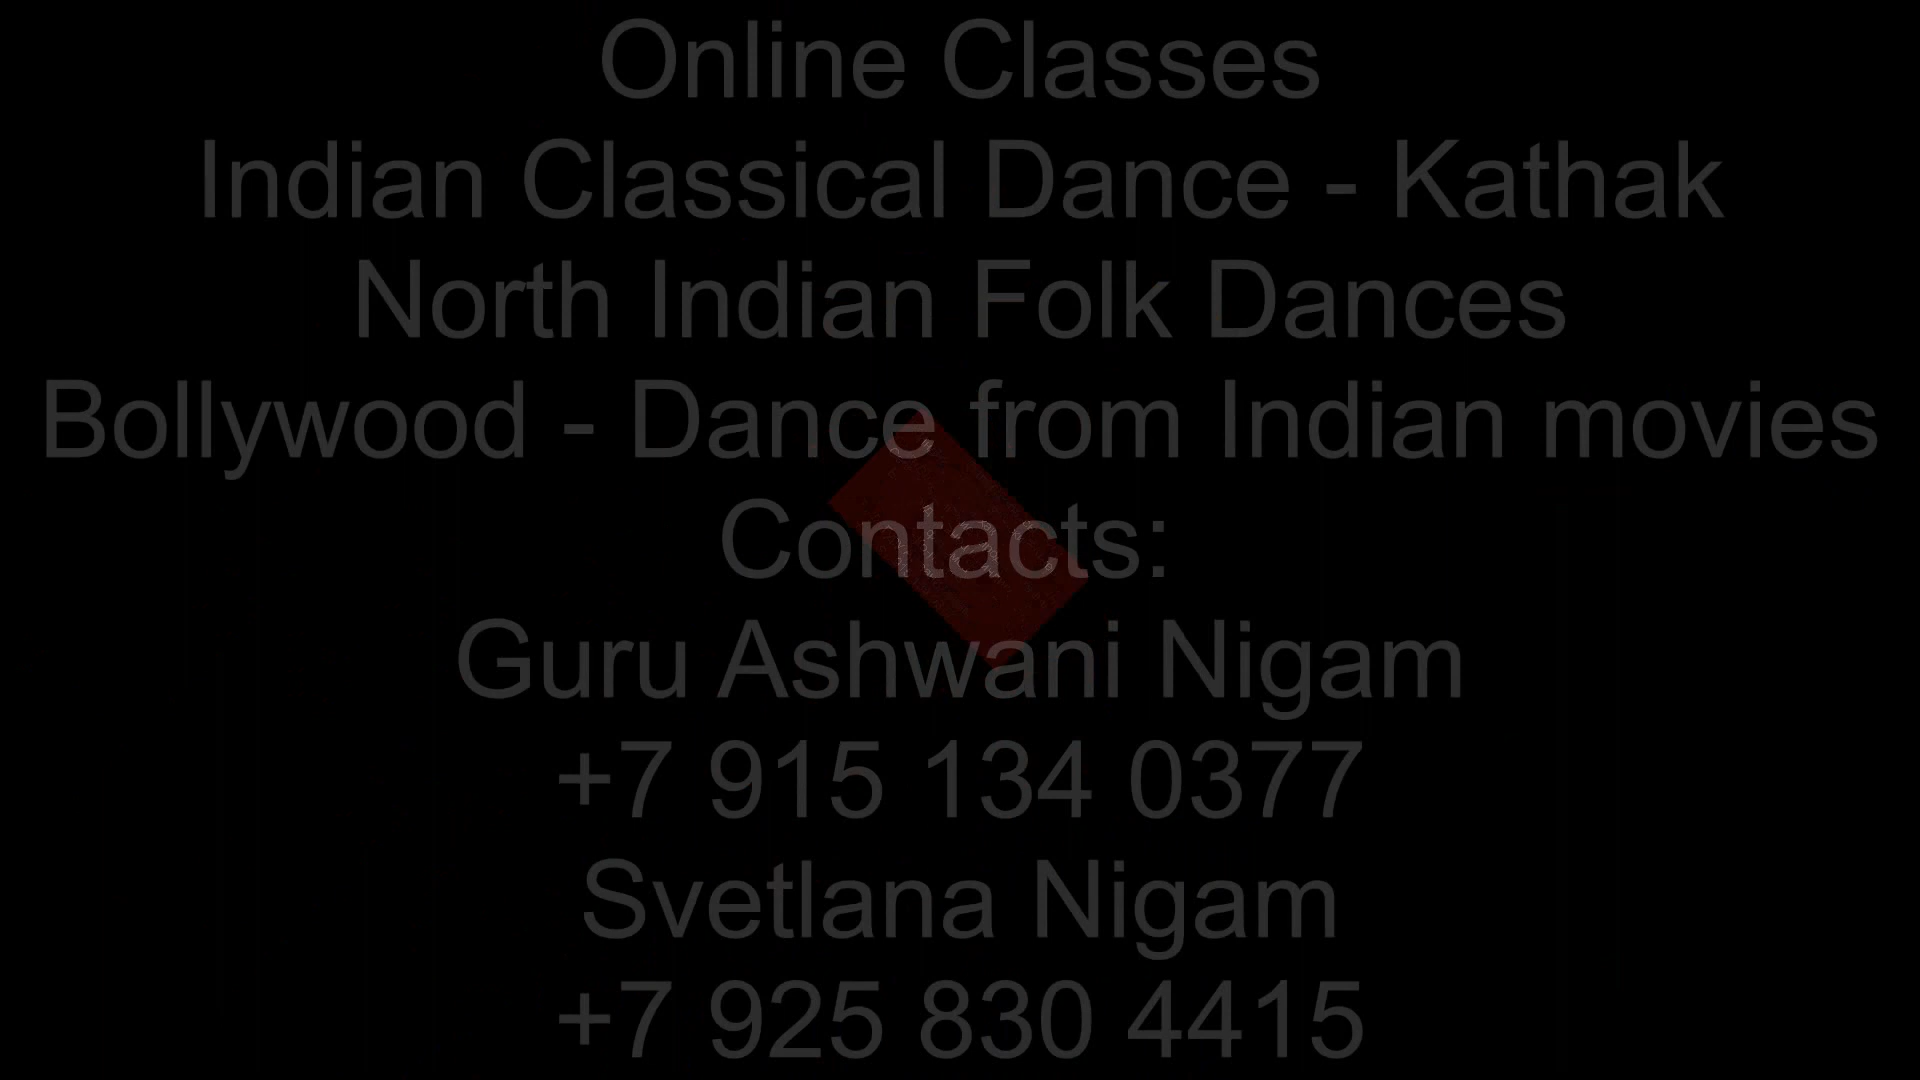 Online Classes
Indian Classical Dance - Kathak
North Indian Folk Dances
Bollywood - Dance from Indian movies
Contacts:
Guru Ashwani Nigam
+7 915 134 0377
Svetlana Nigam
+7 925 830 4415